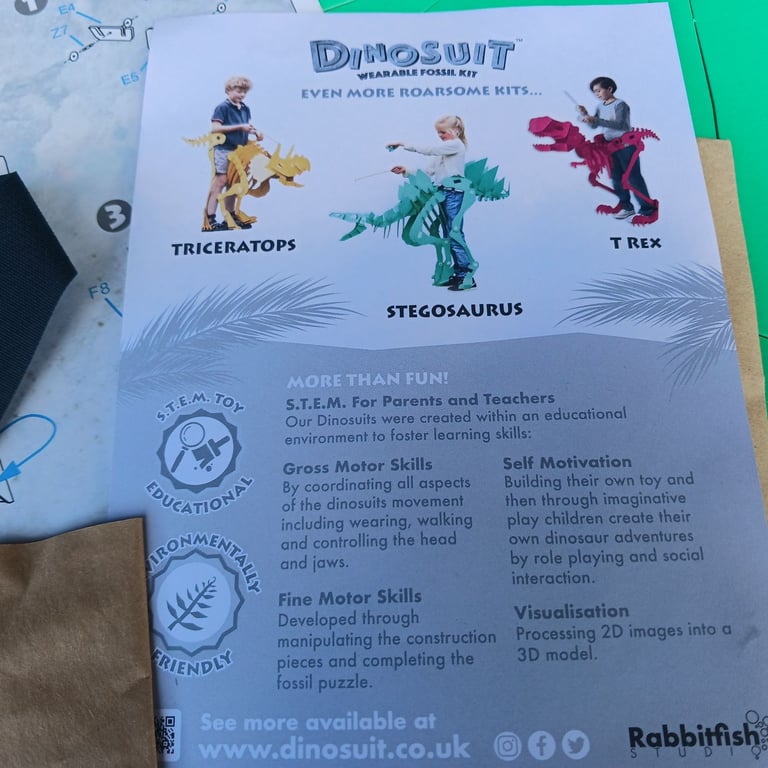 1
E4
Z7
E5
3
F8
DINOSUIT™
WEARABLE FOSSIL KIT
EVEN MORE ROARSOME KITS...
TRICERATOPS
STEGOSAURUS
T REX
MORE THAN FUN!
S.T.E.M. For Parents and Teachers
Our Dinosuits were created within an educational
environment to foster learning skills:
S.T.E.M. TOY
EDUCATIONAL
Gross Motor Skills
By coordinating all aspects
of the dinosuits movement
including wearing, walking
and controlling the head
and jaws.
Self Motivation
Building their own toy and
then through imaginative
play children create their
own dinosaur adventures
by role playing and social
interaction.
VIRONMENTALLY
FRIENDLY
Fine Motor Skills
Developed through
manipulating the construction
pieces and completing the
fossil puzzle.
Visualisation
Processing 2D images into a
3D model.
See more available at
www.dinosuit.co.uk
Rabbitfish
STUDIO